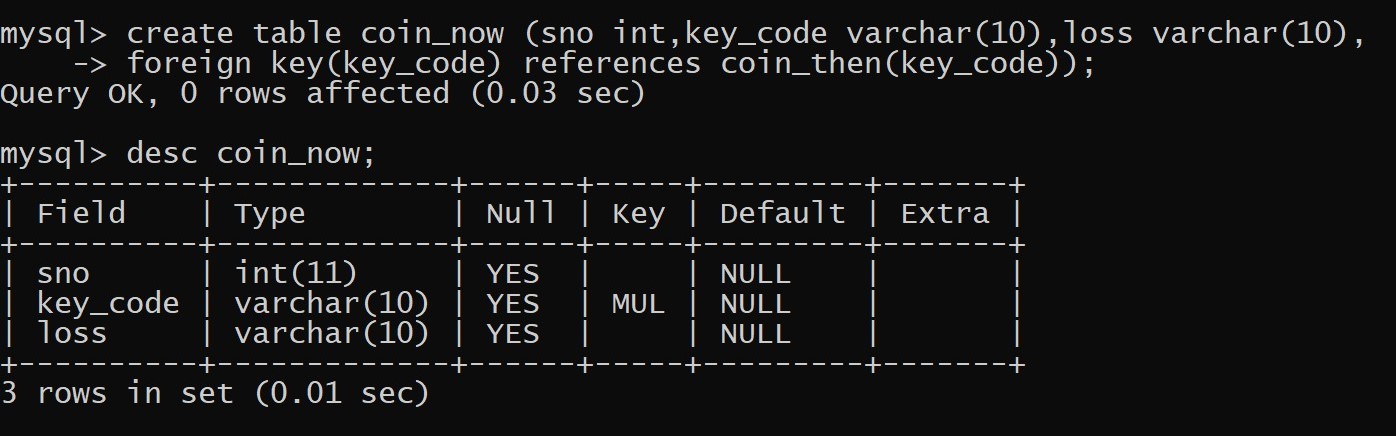 mysql> create table coin_now (sno int,key_code varchar(10),loss varchar(10),
    -> foreign key(key_code) references coin_then(key_code));
Query OK, 0 rows affected (0.03 sec)

mysql> desc coin_now;
+----------+-------------+------+-----+---------+-------+
| Field    | Type        | Null | Key | Default | Extra |
+----------+-------------+------+-----+---------+-------+
| sno      | int(11)     | YES  |     | NULL    |       |
| key_code | varchar(10) | YES  | MUL | NULL    |       |
| loss     | varchar(10) | YES  |     | NULL    |       |
+----------+-------------+------+-----+---------+-------+
3 rows in set (0.01 sec)